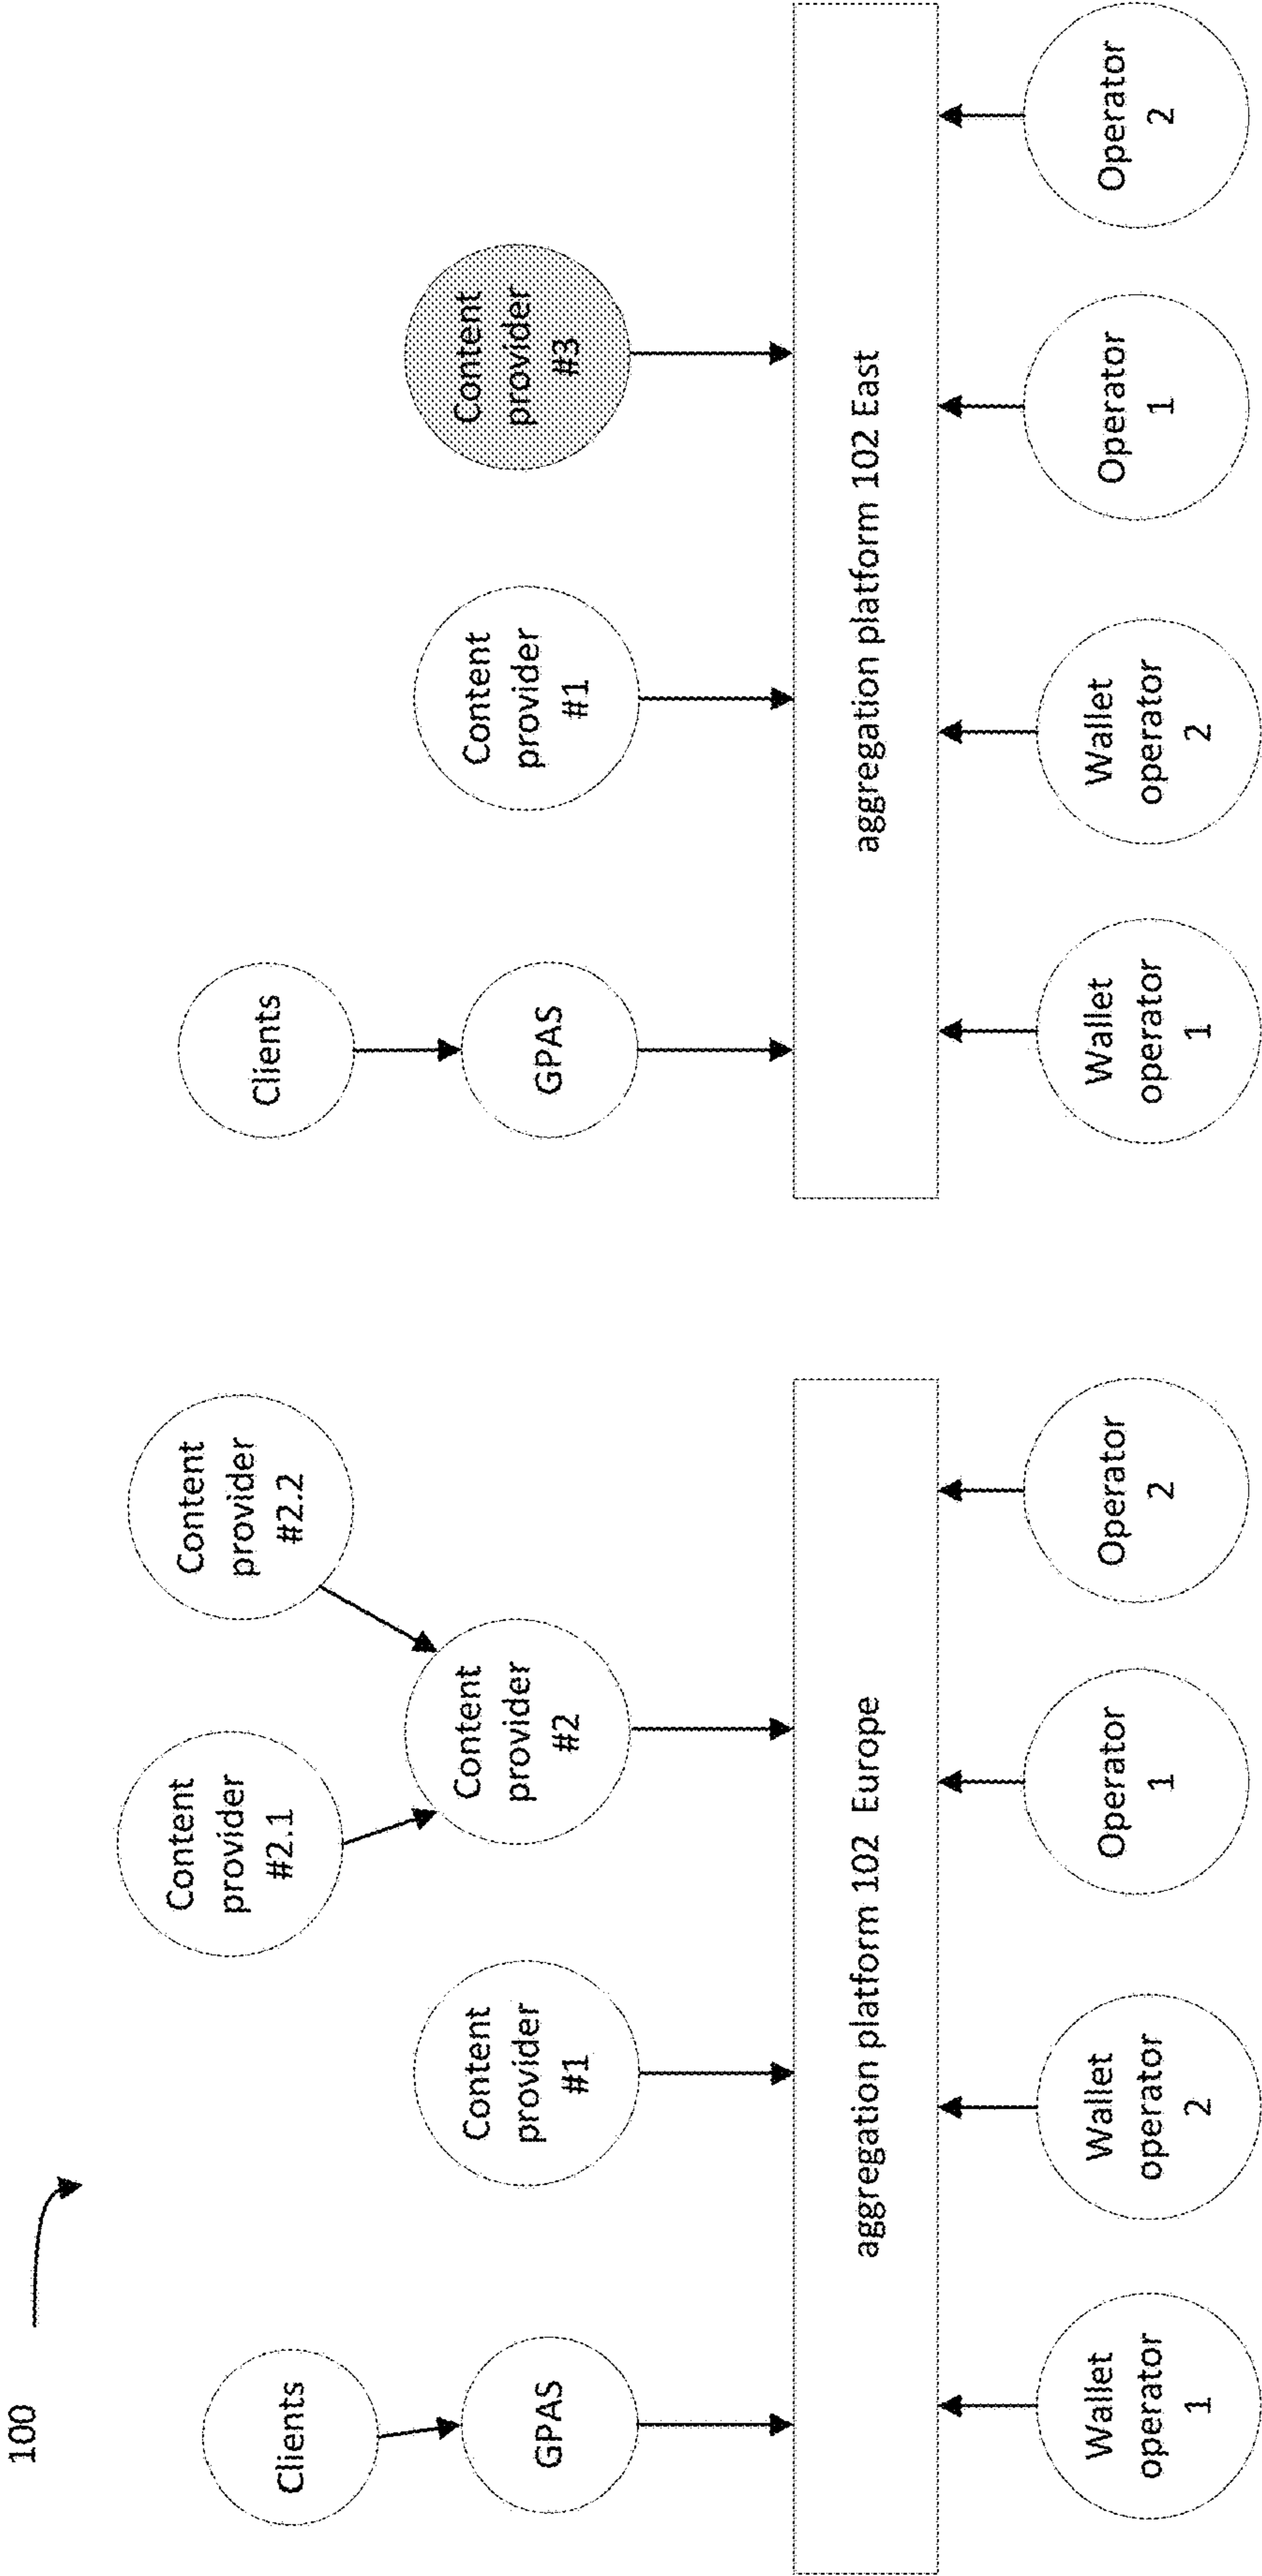 100
Clients
GPAS
Content
provider
#1
Content
provider
#2.1
Content
provider
#2.2
Content
provider
#2
aggregation platform 102 Europe
Wallet
operator
1
Wallet
operator
2
Operator
1
Operator
2
Clients
GPAS
Content
provider
#1
Content
provider
#3
aggregation platform 102 East
Wallet
operator
1
Wallet
operator
2
Operator
1
Operator
2